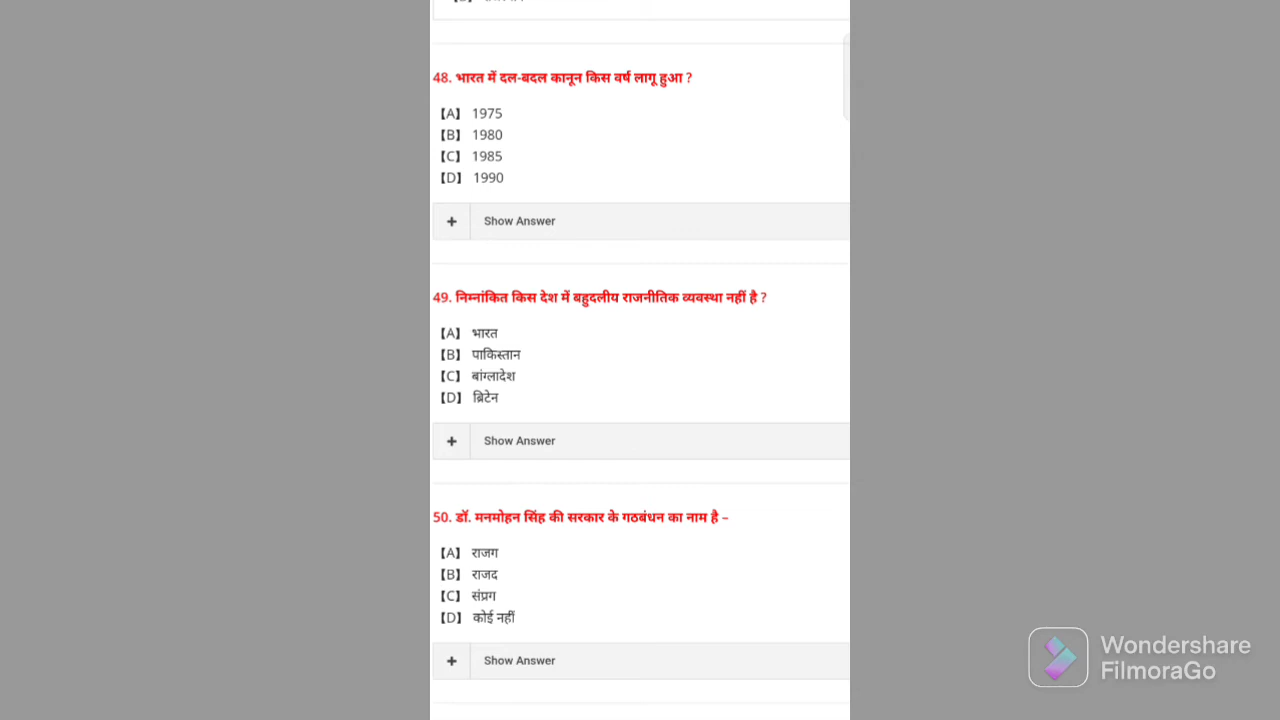 48. भारत में दल-बदल कानून किस वर्ष लागू हुआ ?
【A】 1975
【B】 1980
【C】 1985
【D】 1990
+ Show Answer
49. निम्नांकित किस देश में बहुदलीय राजनीतिक व्यवस्था नहीं है ?
【A】 भारत
【B】 पाकिस्तान
【C】 बांग्लादेश
【D】 ब्रिटेन
+ Show Answer
50. डॉ. मनमोहन सिंह की सरकार के गठबंधन का नाम है –
【A】 राजग
【B】 राजद
【C】 संप्रग
【D】 कोई नहीं
+ Show Answer
Wondershare
FilmoraGo